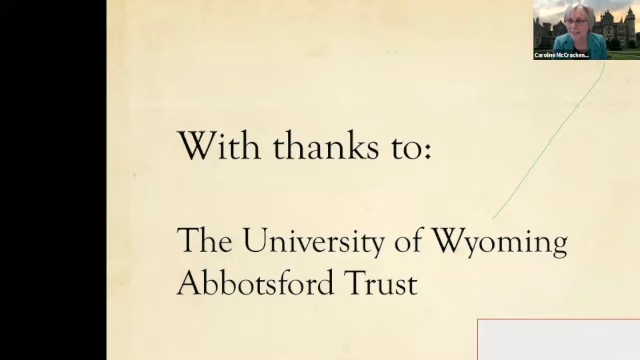 Caroline McCracken...
With thanks to:
The University of Wyoming
Abbotsford Trust